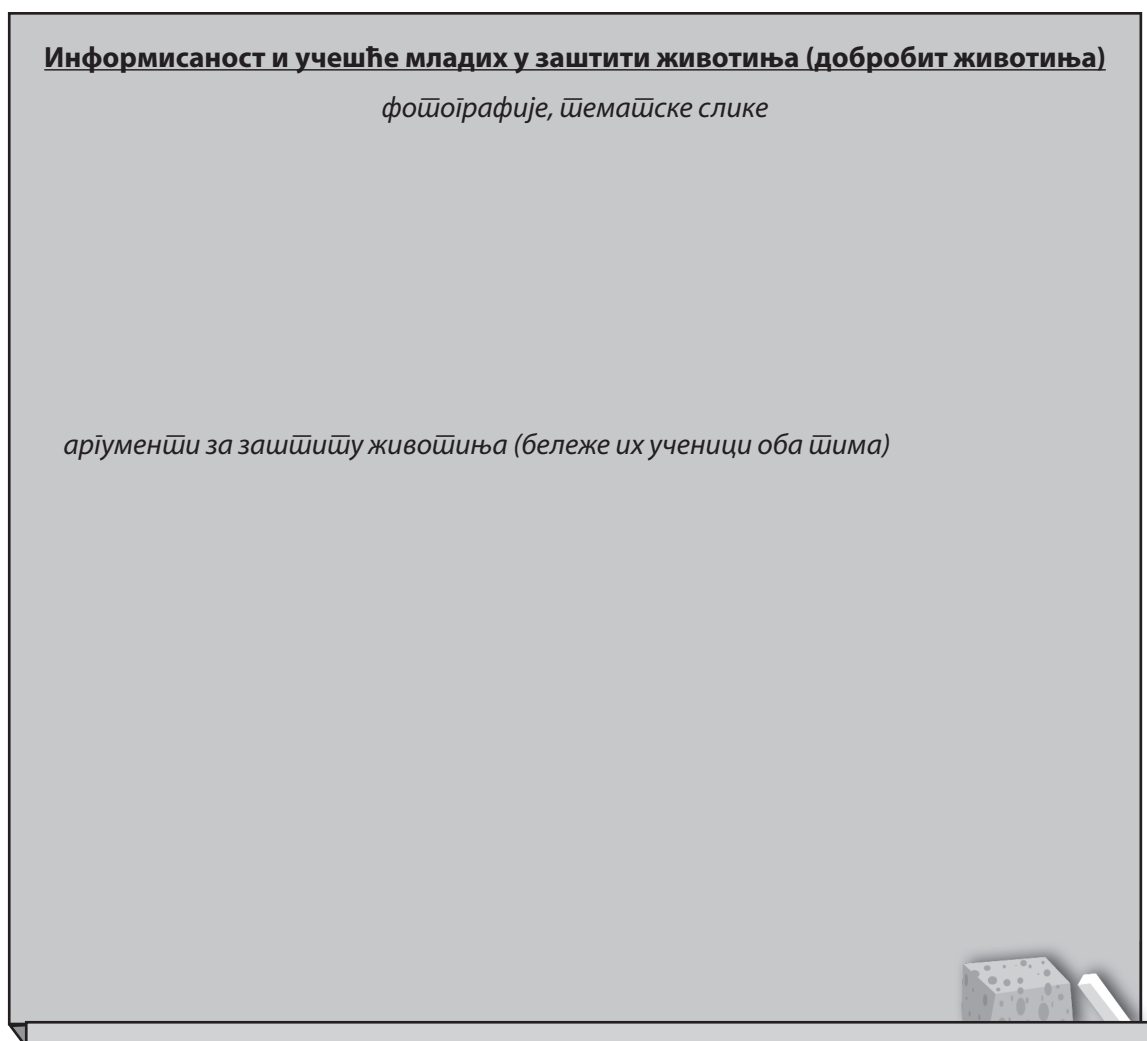 Информисаност и учешће младих у заштити животиња (добробит животиња)
фотографије, тематске слике
аргументи за заштиту животиња (бележе их ученици оба тима)